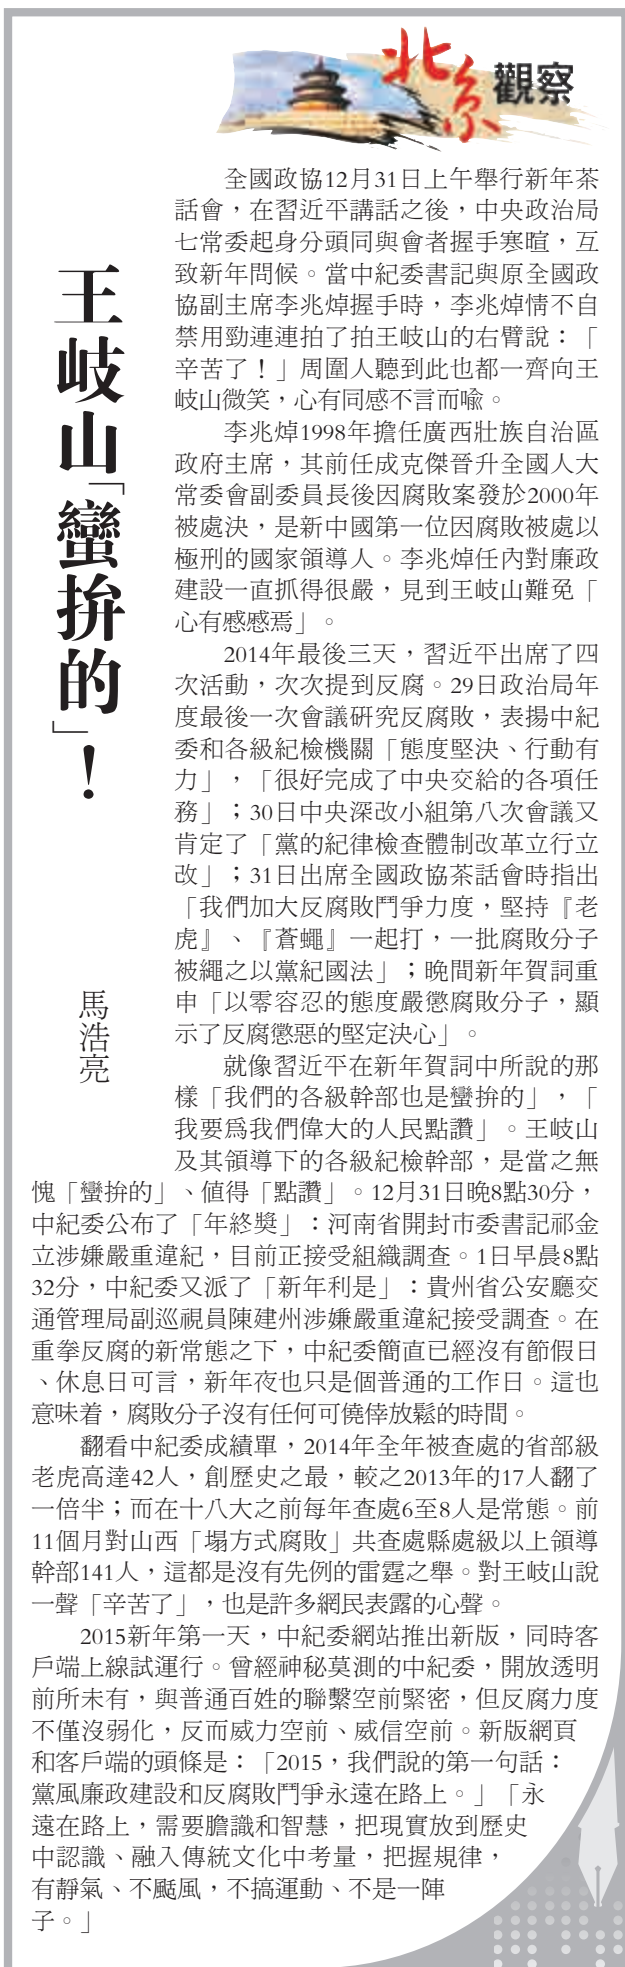 北京觀察
王岐山「蠻拚的」！
馬浩亮
全國政協12月31日上午舉行新年茶
話會，在習近平講話之後，中央政治局
七常委起身分頭同與會者握手寒暄，互
致新年問候。當中紀委書記與原全國政
協副主席李兆焯握手時，李兆焯情不自
禁用勁連連拍了拍王岐山的右臂說：「
辛苦了！」周圍人聽到此也都一齊向王
岐山微笑，心有同感不言而喻。
李兆焯1998年擔任廣西壯族自治區
政府主席，其前任成克傑晉升全國人大
常委會副委員長後因腐敗案發於2000年
被處決，是新中國第一位因腐敗被處以
極刑的國家領導人。李兆焯任內對廉政
建設一直抓得很嚴，見到王岐山難免「
心有慼慼焉」。
2014年最後三天，習近平出席了四
次活動，次次提到反腐。29日政治局年
度最後一次會議研究反腐敗，表揚中紀
委和各級紀檢機關「態度堅決、行動有
力」，「很好完成了中央交給的各項任
務」；30日中央深改小組第八次會議又
肯定了「黨的紀律檢查體制改革立行立
改」；31日出席全國政協茶話會時指出
「我們加大反腐敗鬥爭力度，堅持『老
虎』、『蒼蠅』一起打，一批腐敗分子
被繩之以黨紀國法」；晚間新年賀詞重
申「以零容忍的態度嚴懲腐敗分子，顯
示了反腐懲惡的堅定決心」。
就像習近平在新年賀詞中所說的那
樣「我們的各級幹部也是蠻拚的」，「
我要為我們偉大的人民點讚」。王岐山
及其領導下的各級紀檢幹部，是當之無
愧「蠻拚的」、值得「點讚」。12月31日晚8點30分，
中紀委公布了「年終獎」：河南省開封市委書記祁金
立涉嫌嚴重違紀，目前正接受組織調查。1日早晨8點
32分，中紀委又派了「新年利是」：貴州省公安廳交
通管理局副巡視員陳建州涉嫌嚴重違紀接受調查。在
重拳反腐的新常態之下，中紀委簡直已經沒有節假日
、休息日可言，新年夜也只是個普通的工作日。這也
意味着，腐敗分子沒有任何可僥倖放鬆的時間。
翻看中紀委成績單，2014年全年被查處的省部級
老虎高達42人，創歷史之最，較之2013年的17人翻了
一倍半；而在十八大之前每年查處6至8人是常態。前
11個月對山西「塌方式腐敗」共查處縣處級以上領導
幹部141人，這都是沒有先例的雷霆之舉。對王岐山說
一聲「辛苦了」，也是許多網民表露的心聲。
2015新年第一天，中紀委網站推出新版，同時客
戶端上線試運行。曾經神秘莫測的中紀委，開放透明
前所未有，與普通百姓的聯繫空前緊密，但反腐力度
不僅沒弱化，反而威力空前、威信空前。新版網頁
和客戶端的頭條是：「2015，我們說的第一句話：
黨風廉政建設和反腐敗鬥爭永遠在路上。」「永
遠在路上，需要膽識和智慧，把現實放到歷史
中認識、融入傳統文化中考量，把握規律，
有靜氣、不颳風，不搞運動、不是一陣
子。」